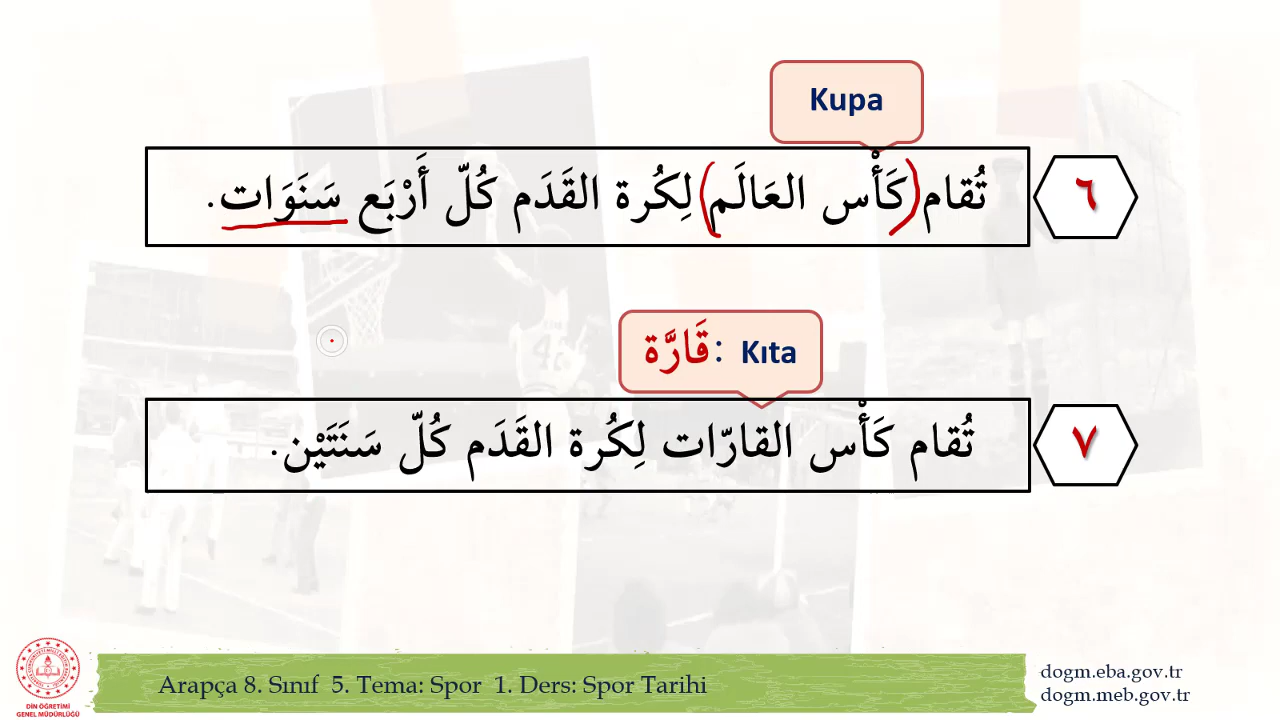 Kupa
٦
تُقام كَأْس العَالَم لِكُرة القَدَم كُلّ أَرْبَع سَنَوَات.
Kıta : قَارَّة
٧
تُقام كَأْس القارّات لِكُرة القَدَم كُلّ سَنَتَيْن.
DİN ÖĞRETİMİ
GENEL MÜDÜRLÜĞÜ
Arapça 8. Sınıf 5. Tema: Spor 1. Ders: Spor Tarihi
dogm.eba.gov.tr
dogm.meb.gov.tr